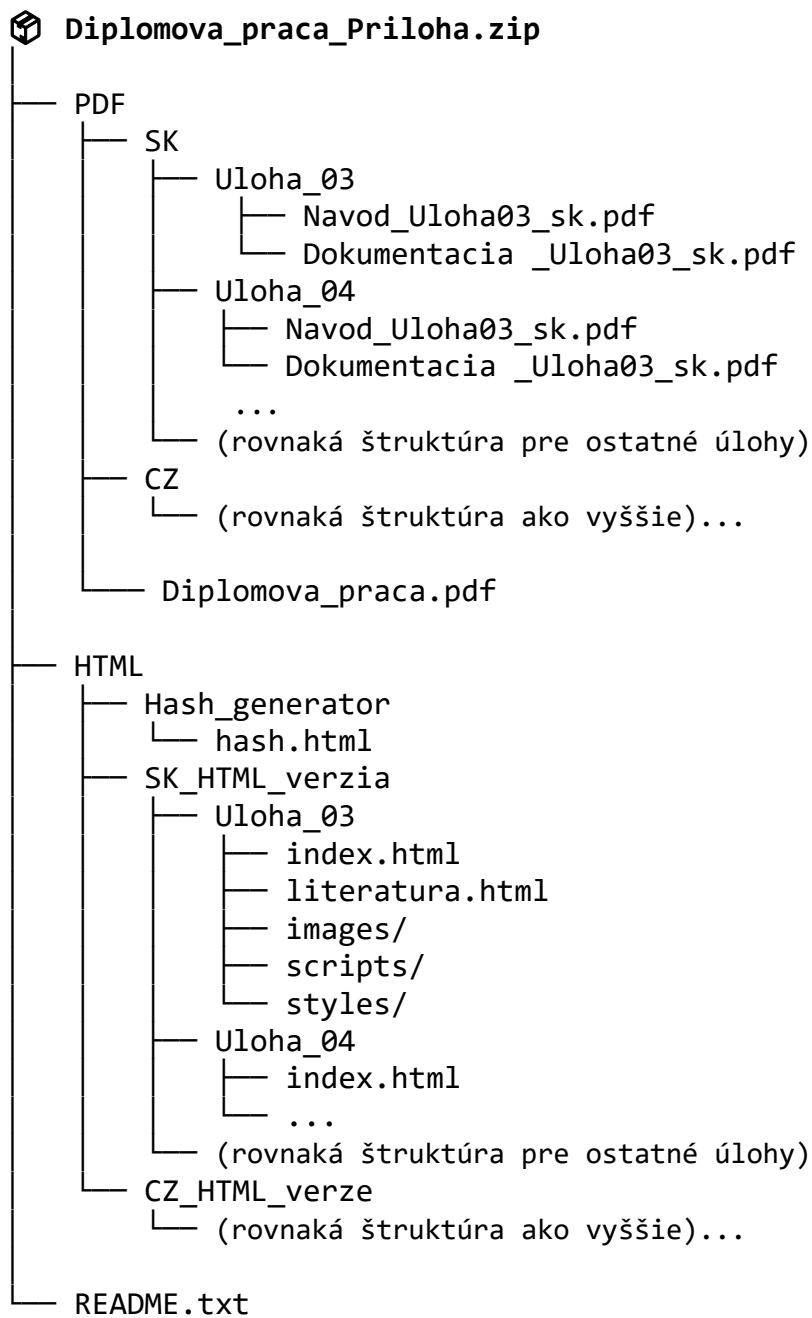 Diplomova_praca_Priloha.zip
PDF
SK
Uloha_03
Navod_Uloha03_sk.pdf
Dokumentacia _Uloha03_sk.pdf
Uloha_04
Navod_Uloha03_sk.pdf
Dokumentacia _Uloha03_sk.pdf
...
(rovnaká štruktúra pre ostatné úlohy)
CZ
(rovnaká štruktúra ako vyššie)...
Diplomova_praca.pdf
HTML
Hash_generator
hash.html
SK_HTML_verzia
Uloha_03
index.html
literatura.html
images/
scripts/
styles/
Uloha_04
index.html
...
(rovnaká štruktúra pre ostatné úlohy)
CZ_HTML_verze
(rovnaká štruktúra ako vyššie)...
README.txt